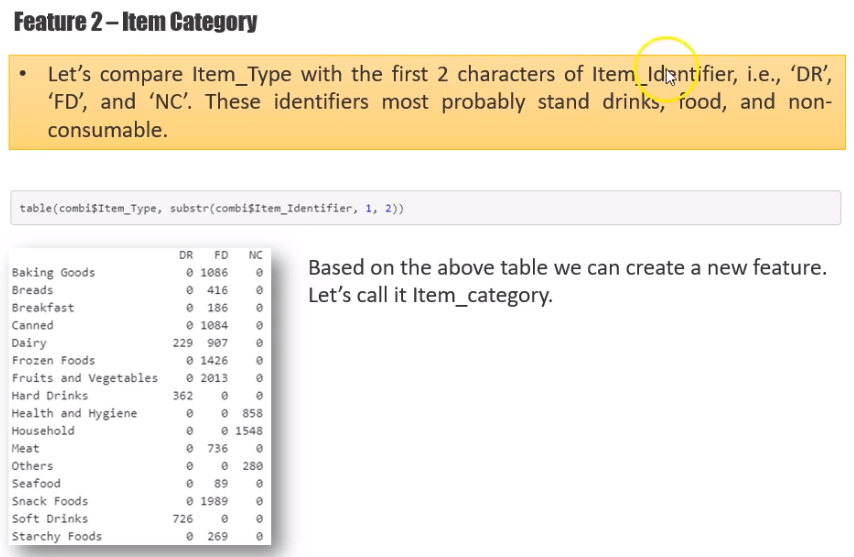 Feature 2 – Item Category
• Let's compare Item_Type with the first 2 characters of Item_Identifier, i.e., 'DR',
'FD', and 'NC'. These identifiers most probably stand drinks, food, and non-
consumable.
table(combi$Item_Type, substr(combi$Item_Identifier, 1, 2))
DR FD NC
Baking Goods 0 1086 0
Breads 0 416 0
Breakfast 0 186 0
Canned 0 1084 0
Dairy 229 907 0
Frozen Foods 0 1426 0
Fruits and Vegetables 0 2013 0
Hard Drinks 362 0 0
Health and Hygiene 0 0 858
Household 0 0 1548
Meat 0 736 0
Others 0 0 280
Seafood 0 89 0
Snack Foods 0 1989 0
Soft Drinks 726 0 0
Starchy Foods 0 269 0
Based on the above table we can create a new feature.
Let's call it Item_category.